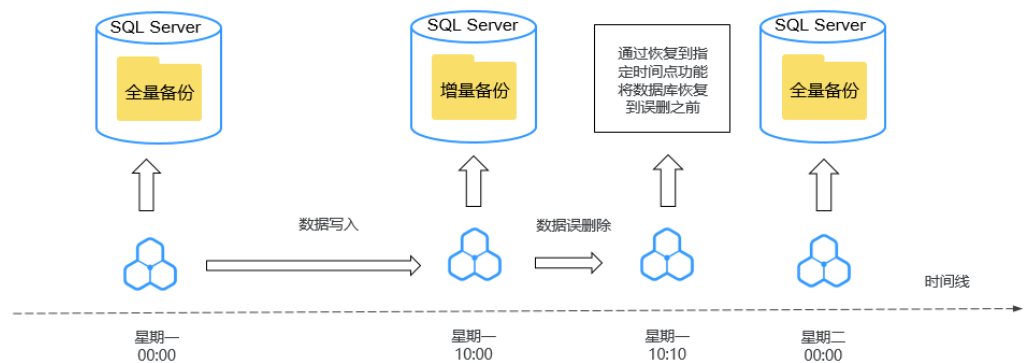 SQL Server
全量备份
SQL Server
增量备份
通过恢复到指
定时间点功能
将数据库恢复
到误删之前
SQL Server
全量备份
数据写入
数据误删除
时间线
星期一
00:00
星期一
10:00
星期一
10:10
星期二
00:00